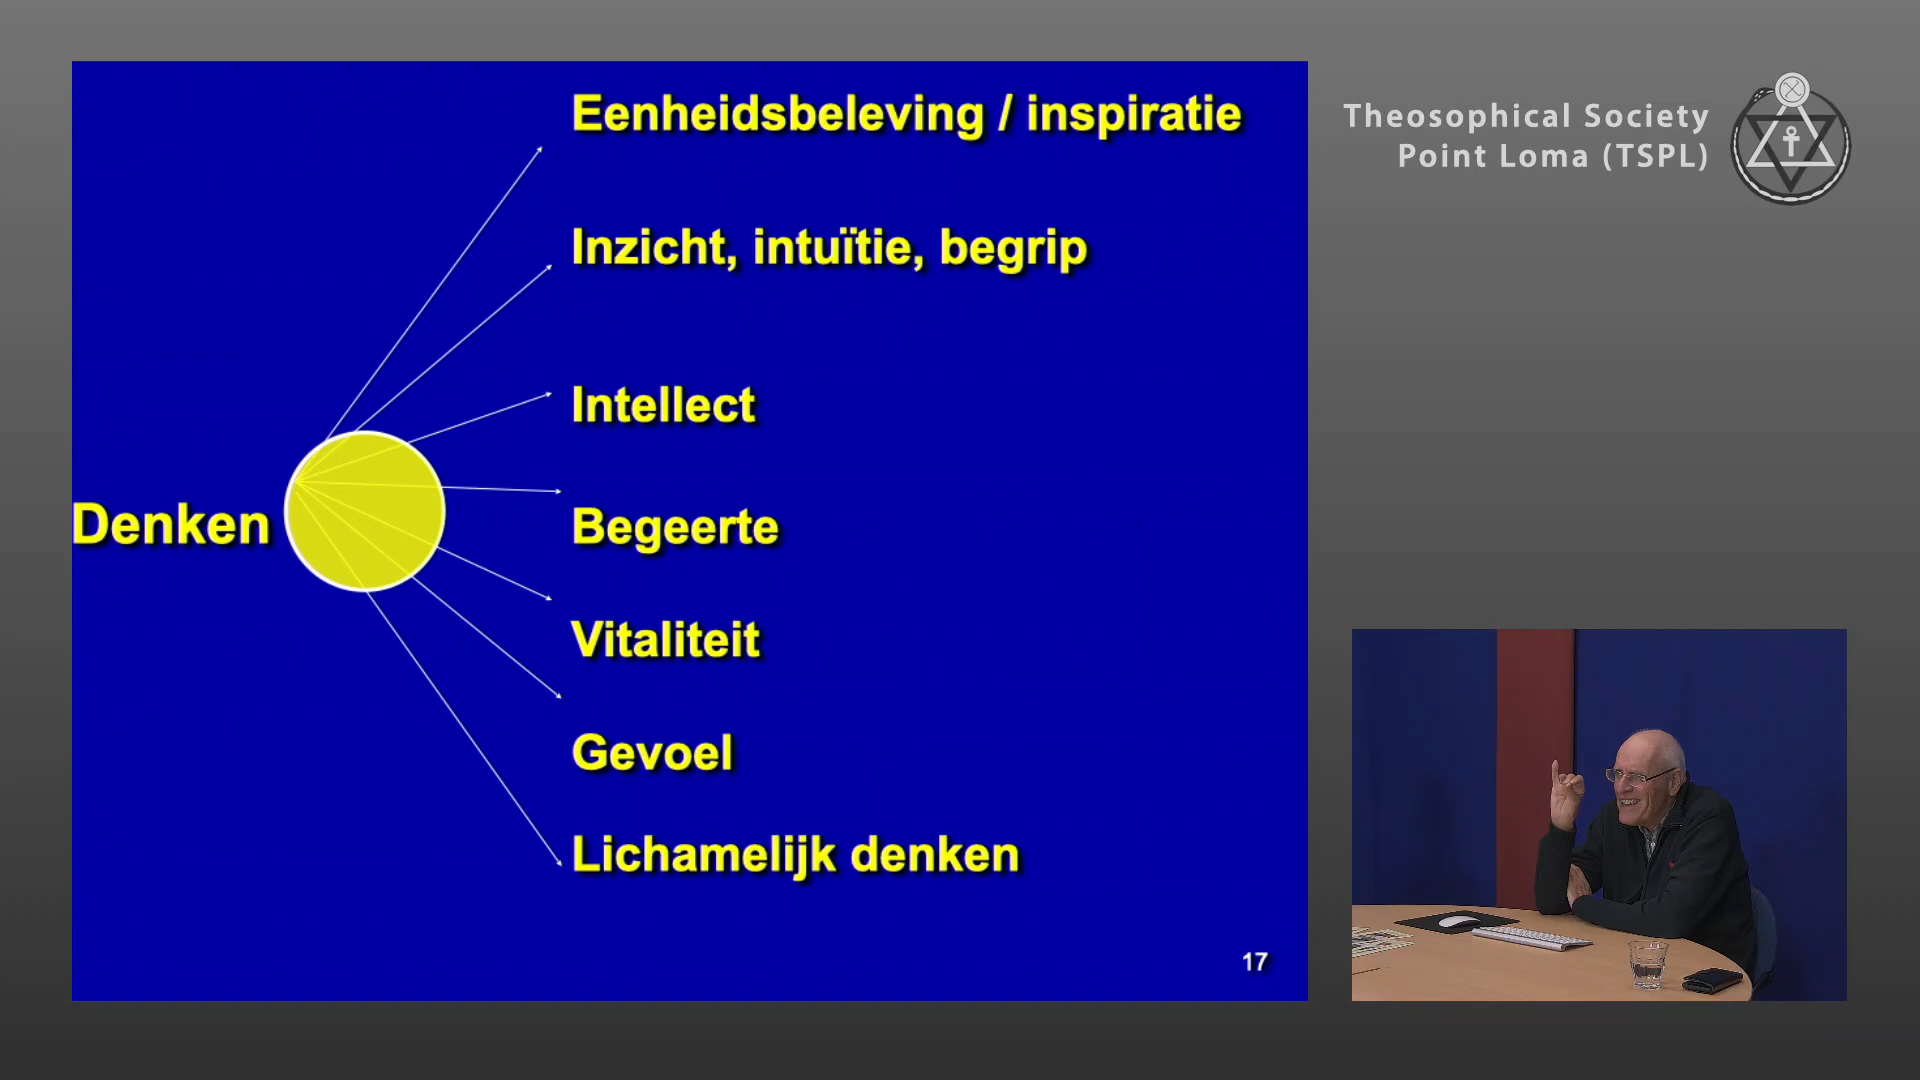 Eenheidsbeleving / inspiratie
Inzicht, intuïtie, begrip
Intellect
Denken
Begeerte
Vitaliteit
Gevoel
Lichamelijk denken
17
Theosophical Society
Point Loma (TSPL)